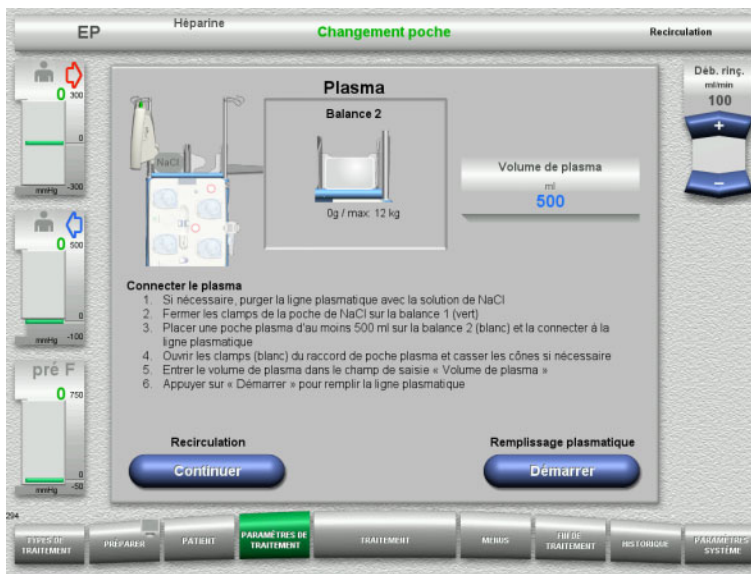 EP
Héparine
Changement poche
Recirculation
0
300
0
mmHg
-300
0
500
0
mmHg
-100
pré F
0
750
0
mmHg
-50
Plasma
Balance 2
NaCl
0g / max: 12 kg
Volume de plasma
ml
500
Déb. rinç.
ml/min
100
+
−
Connecter le plasma
1. Si nécessaire, purger la ligne plasmatique avec la solution de NaCl
2. Fermer les clamps de la poche de NaCl sur la balance 1 (vert)
3. Placer une poche plasma d'au moins 500 ml sur la balance 2 (blanc) et la connecter à la
ligne plasmatique
4. Ouvrir les clamps (blanc) du raccord de poche plasma et casser les cônes si nécessaire
5. Entrer le volume de plasma dans le champ de saisie « Volume de plasma »
6. Appuyer sur « Démarrer » pour remplir la ligne plasmatique
Recirculation
Continuer
Remplissage plasmatique
Démarrer
294
TYPES DE
TRAITEMENT
PRÉPARER
PATIENT
PARAMÈTRES DE
TRAITEMENT
TRAITEMENT
MENUS
FIN DE
TRAITEMENT
HISTORIQUE
PARAMÈTRES
SYSTÈME